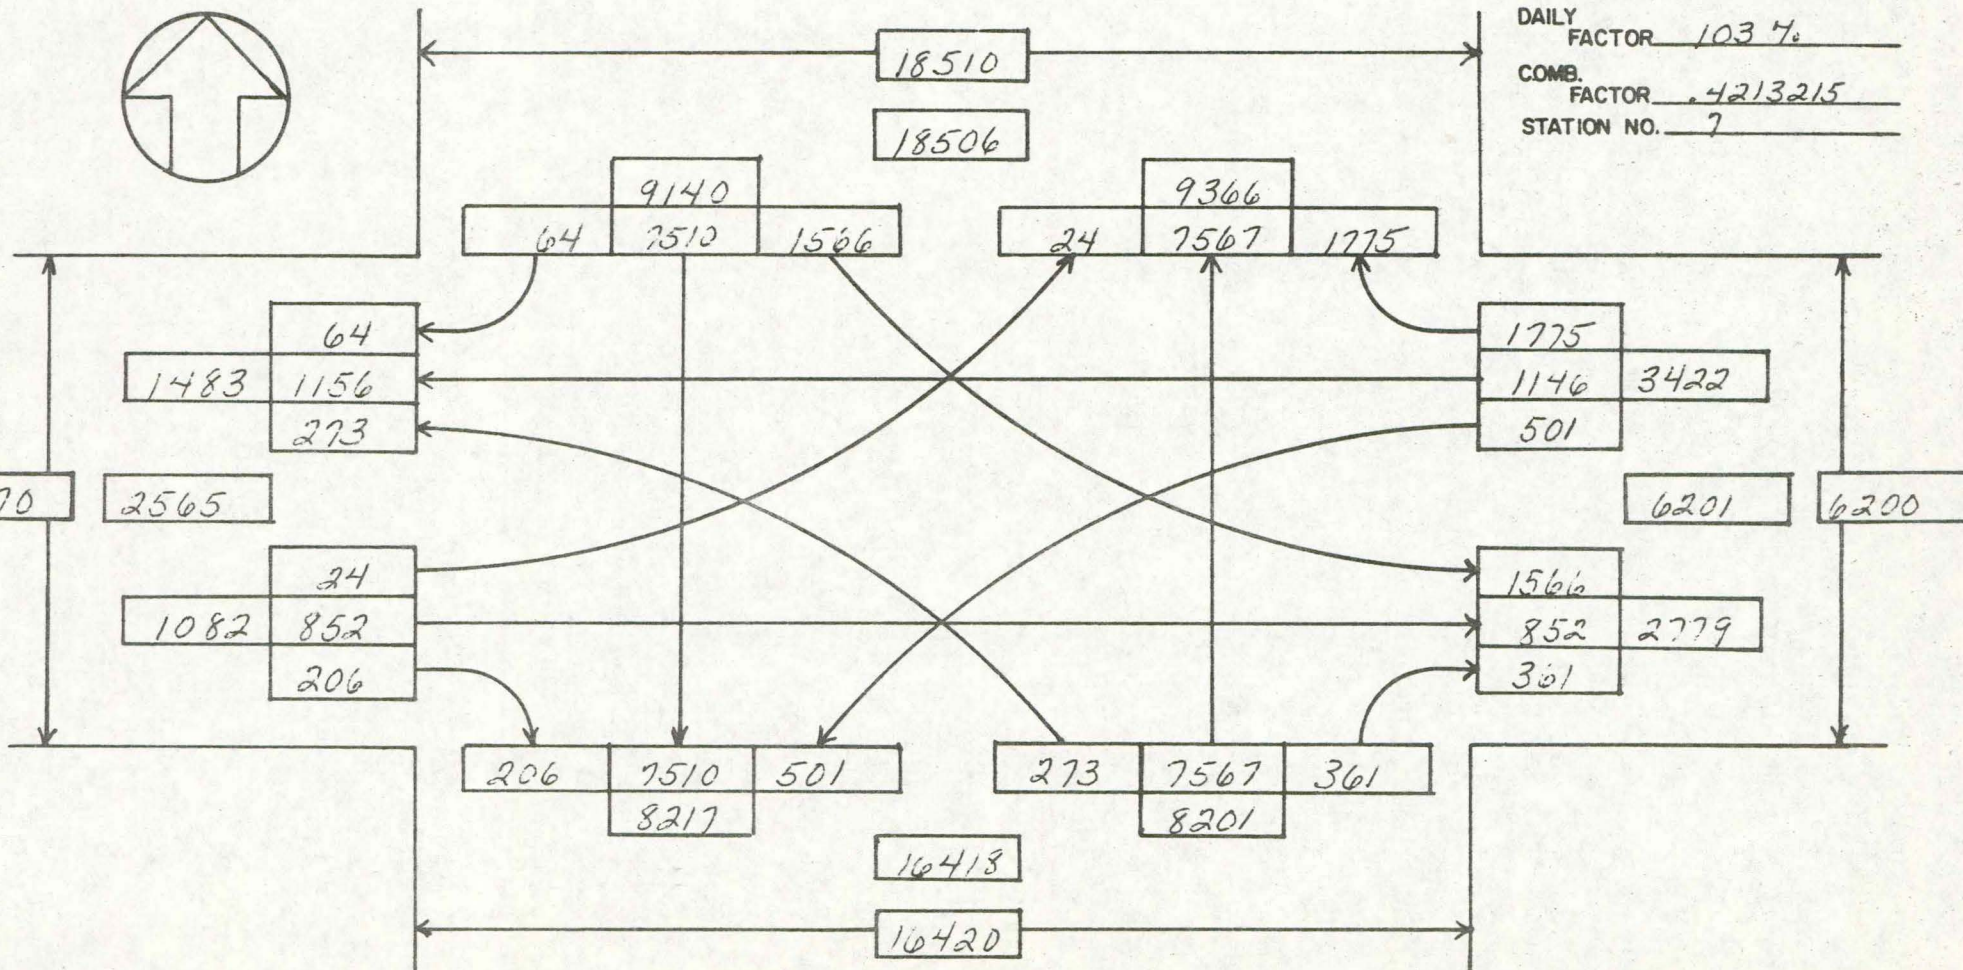 DAILY
FACTOR 103 %
COMB.
FACTOR .4213215
STATION NO. 7
18510
18506
9140
64 7510 1566
9366
24 7567 1775
64
1483 1156
273
1775
1146 3422
501
70
2565
6201
6200
24
1082 852
206
1566
852 2779
361
206 7510 501
8217
273 7567 361
8201
16418
16420